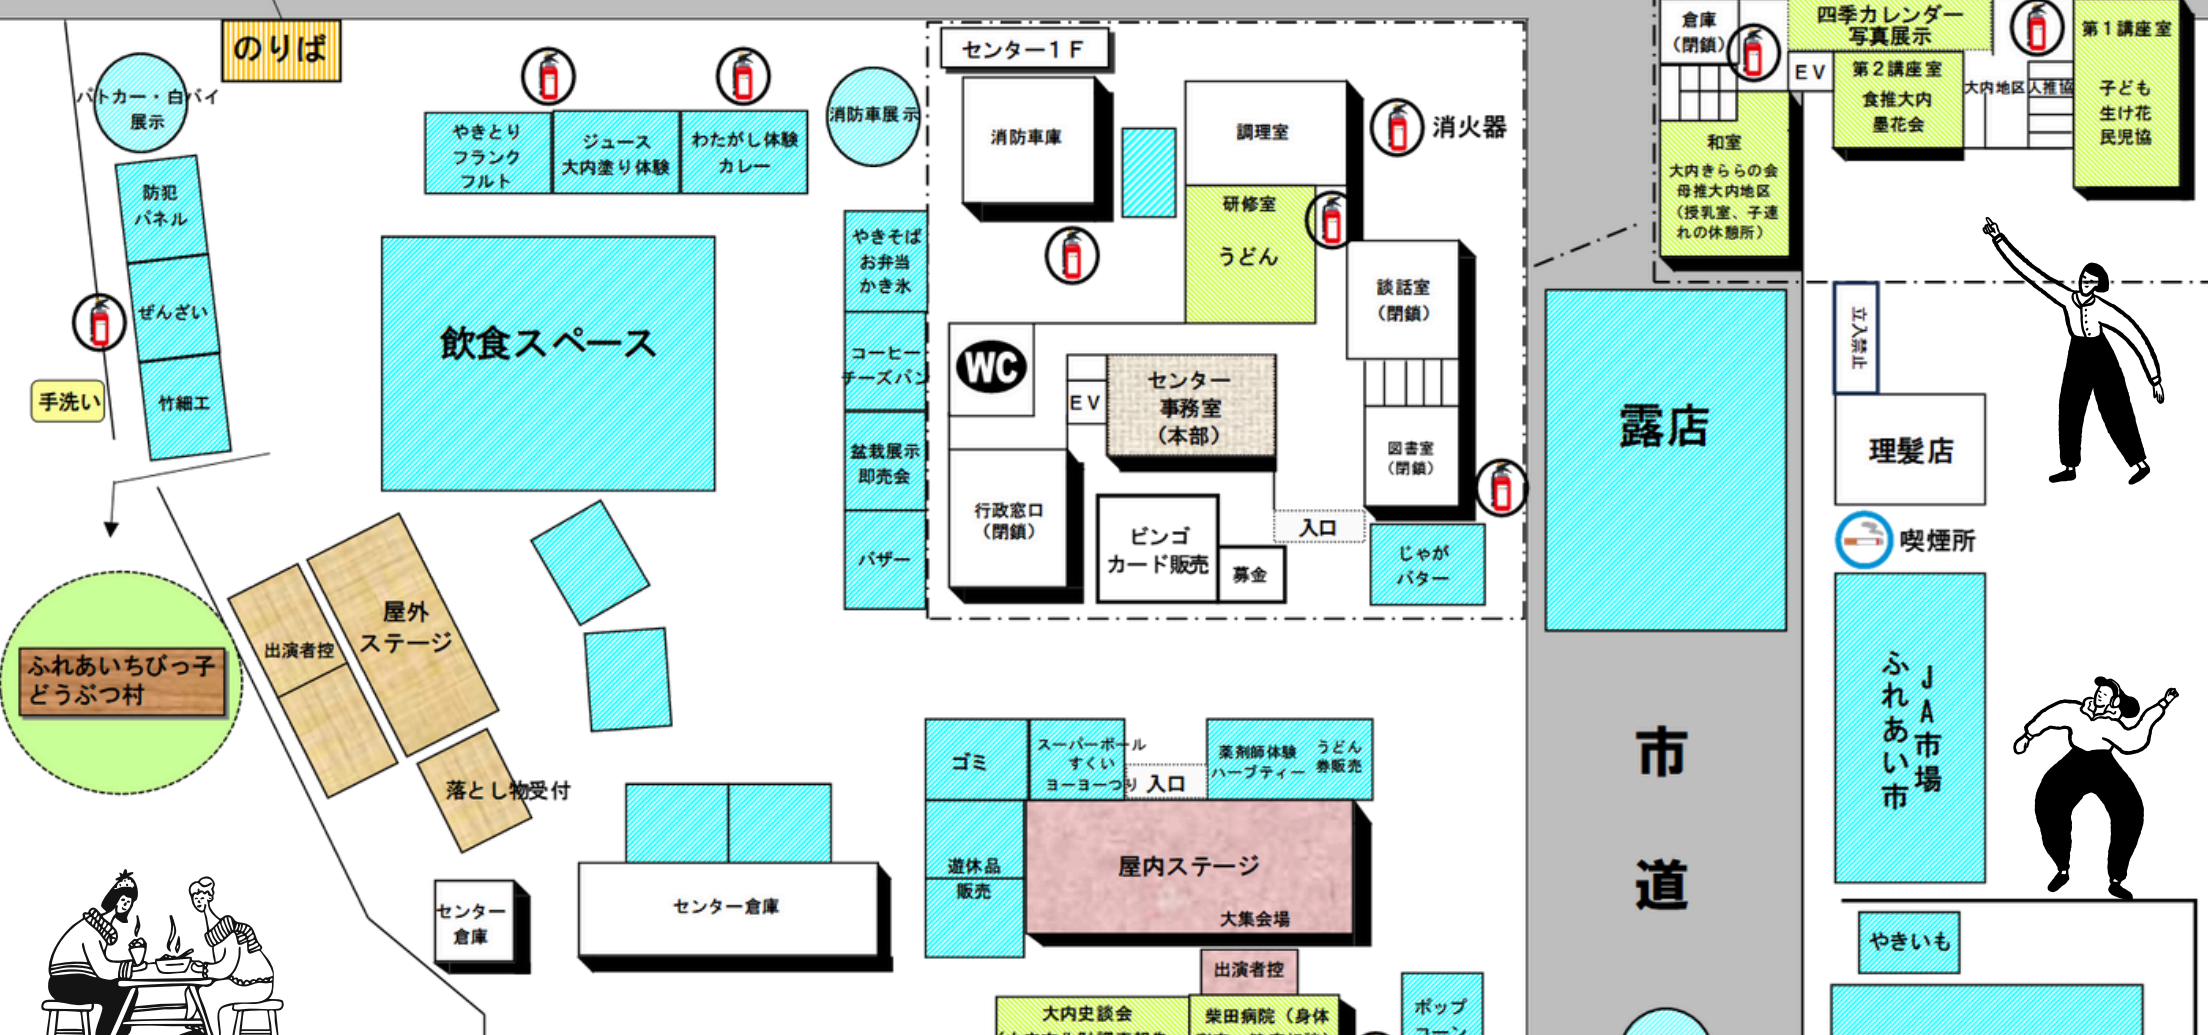 のりば
パトカー・白バイ
展示
防犯
パネル
ぜんざい
竹細工
手洗い
やきとり
フランク
フルト
ジュース
大内塗り体験
わたがし体験
カレー
消防車展示
飲食スペース
やきそば
お弁当
かき氷
コーヒー
チーズパン
盆栽展示
即売会
バザー
センター1F
消防車庫
調理室
消火器
研修室
うどん
談話室
(閉鎖)
WC
EV
センター
事務室
(本部)
図書室
(閉鎖)
行政窓口
(閉鎖)
ビンゴ
カード販売
募金
入口
じゃが
バター
倉庫
(閉鎖)
四季カレンダー
写真展示
EV
第2講座室
食推大内
墨花会
大内地区
人推協
第1講座室
子ども
生け花
民児協
和室
大内きららの会
母推大内地区
(授乳室、子連
れの休憩所)
露店
立入禁止
理髪店
喫煙所
市道
JA市場
ふれあい市
やきいも
屋外
ステージ
出演者控
ふれあいちびっ子
どうぶつ村
落とし物受付
センター
倉庫
センター倉庫
ゴミ
スーパーボール
すくい
ヨーヨーつり
入口
薬剤師体験
ハーブティー
うどん
券販売
遊休品
販売
屋内ステージ
大集会場
出演者控
大内史談会
柴田病院(身体
ポップ
コーン